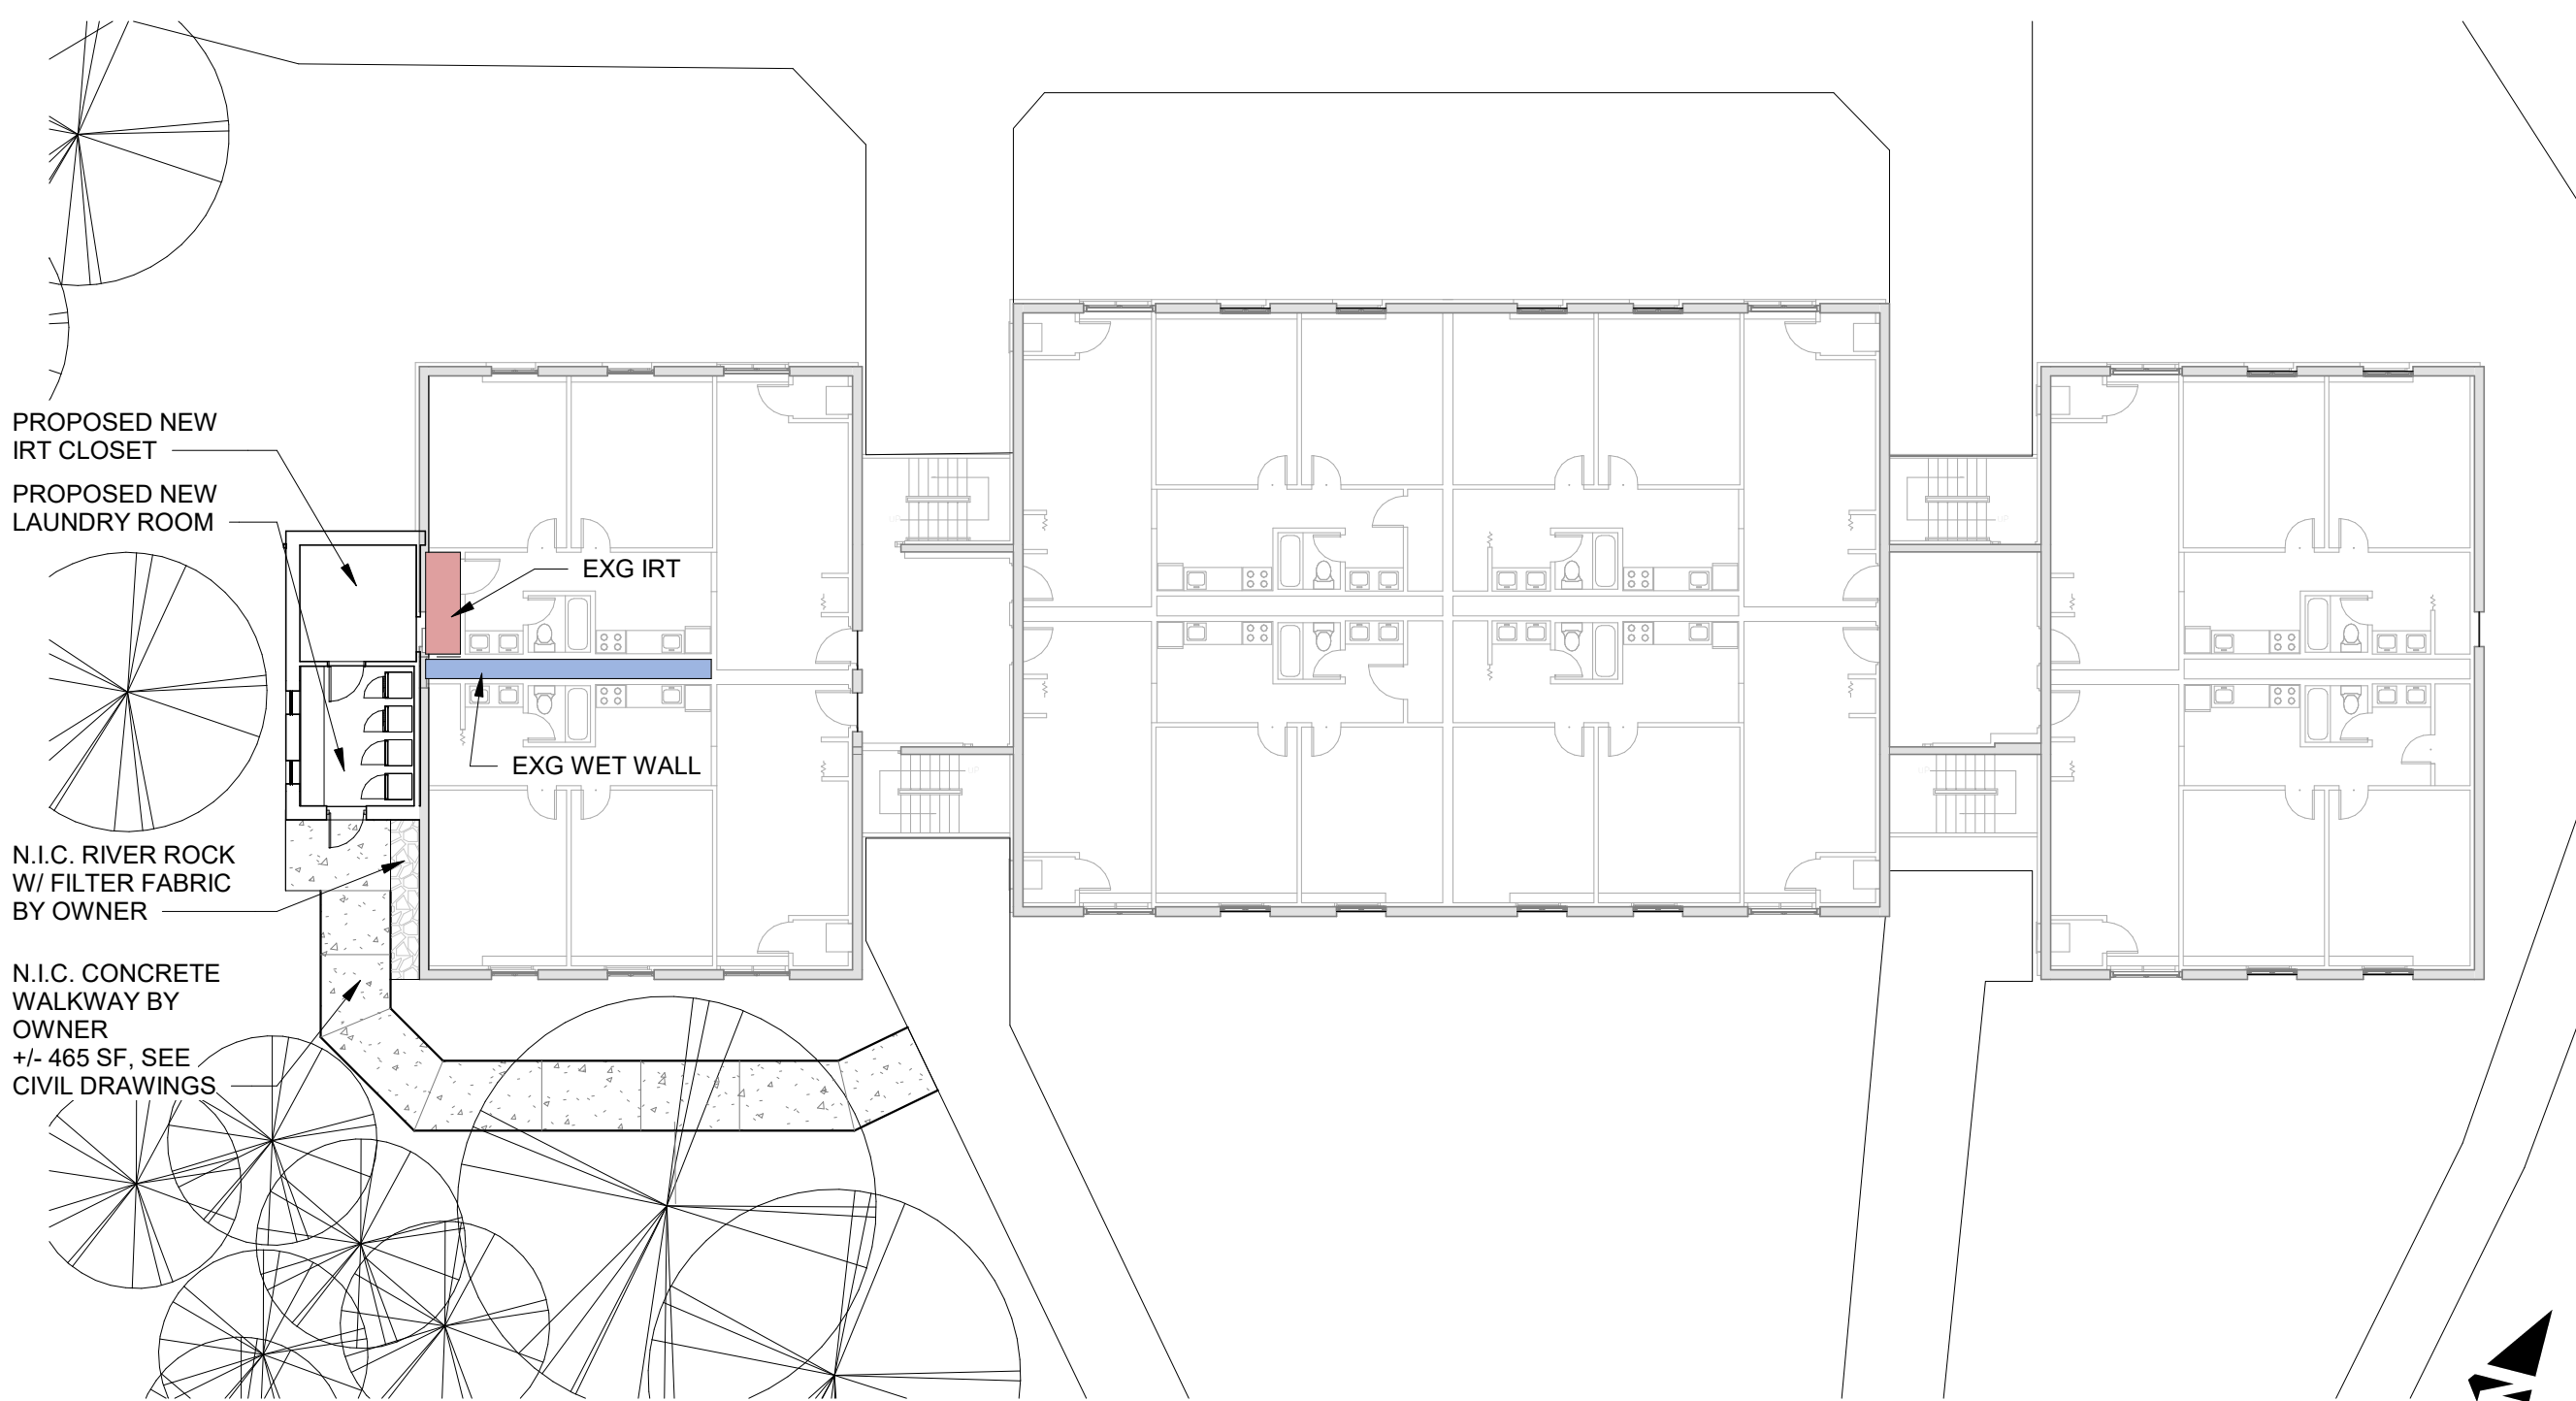 PROPOSED NEW
IRT CLOSET
PROPOSED NEW
LAUNDRY ROOM
EXG IRT
EXG WET WALL
N.I.C. RIVER ROCK
W/ FILTER FABRIC
BY OWNER
N.I.C. CONCRETE
WALKWAY BY
OWNER
+/- 465 SF, SEE
CIVIL DRAWINGS